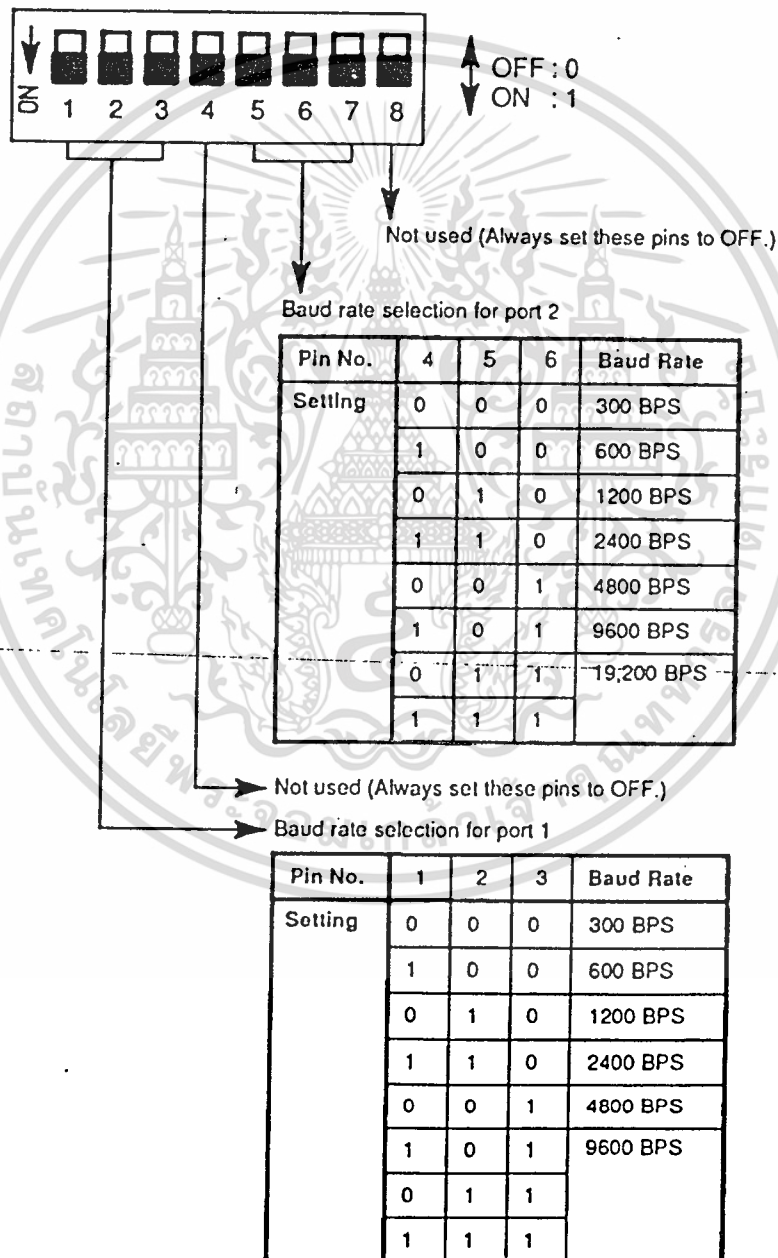 ON 1 2 3 4 5 6 7 8
OFF : 0
ON : 1
Not used (Always set these pins to OFF.)
Baud rate selection for port 2
Pin No. 4 5 6 Baud Rate
Setting 0 0 0 300 BPS
1 0 0 600 BPS
0 1 0 1200 BPS
1 1 0 2400 BPS
0 0 1 4800 BPS
1 0 1 9600 BPS
0 1 1 19,200 BPS
1 1 1
Not used (Always set these pins to OFF.)
Baud rate selection for port 1
Pin No. 1 2 3 Baud Rate
Setting 0 0 0 300 BPS
1 0 0 600 BPS
0 1 0 1200 BPS
1 1 0 2400 BPS
0 0 1 4800 BPS
1 0 1 9600 BPS
0 1 1
1 1 1